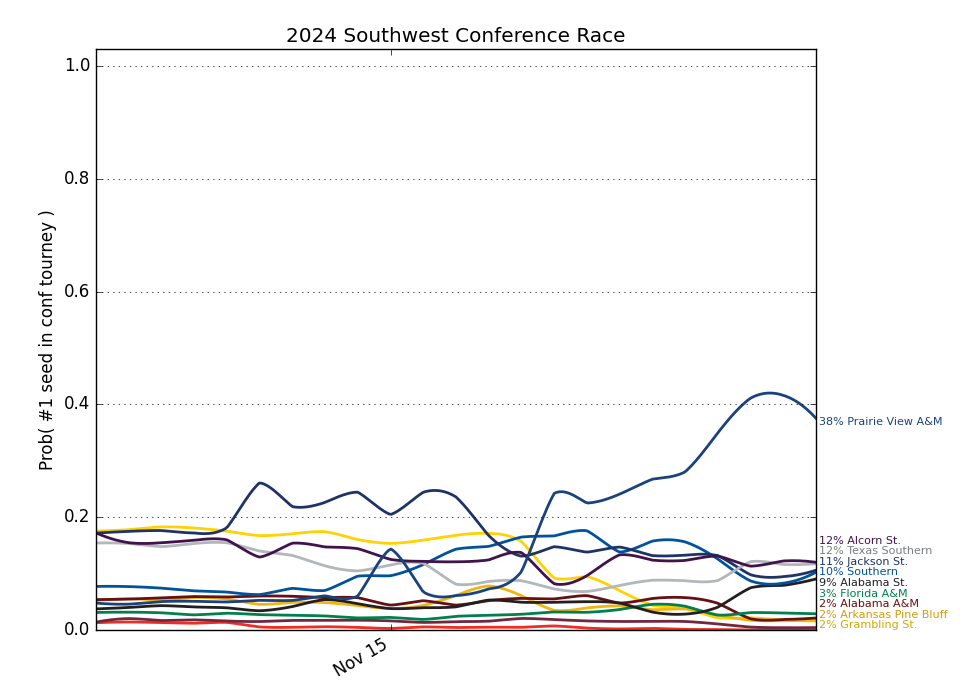 2024 Southwest Conference Race
1.0
0.8
0.6
0.4
0.2
0.0
Prob( #1 seed in conf tourney )
Nov 15
38% Prairie View A&M
12% Alcorn St.
12% Texas Southern
11% Jackson St.
10% Southern
9% Alabama St.
3% Florida A&M
2% Alabama A&M
2% Arkansas Pine Bluff
2% Grambling St.